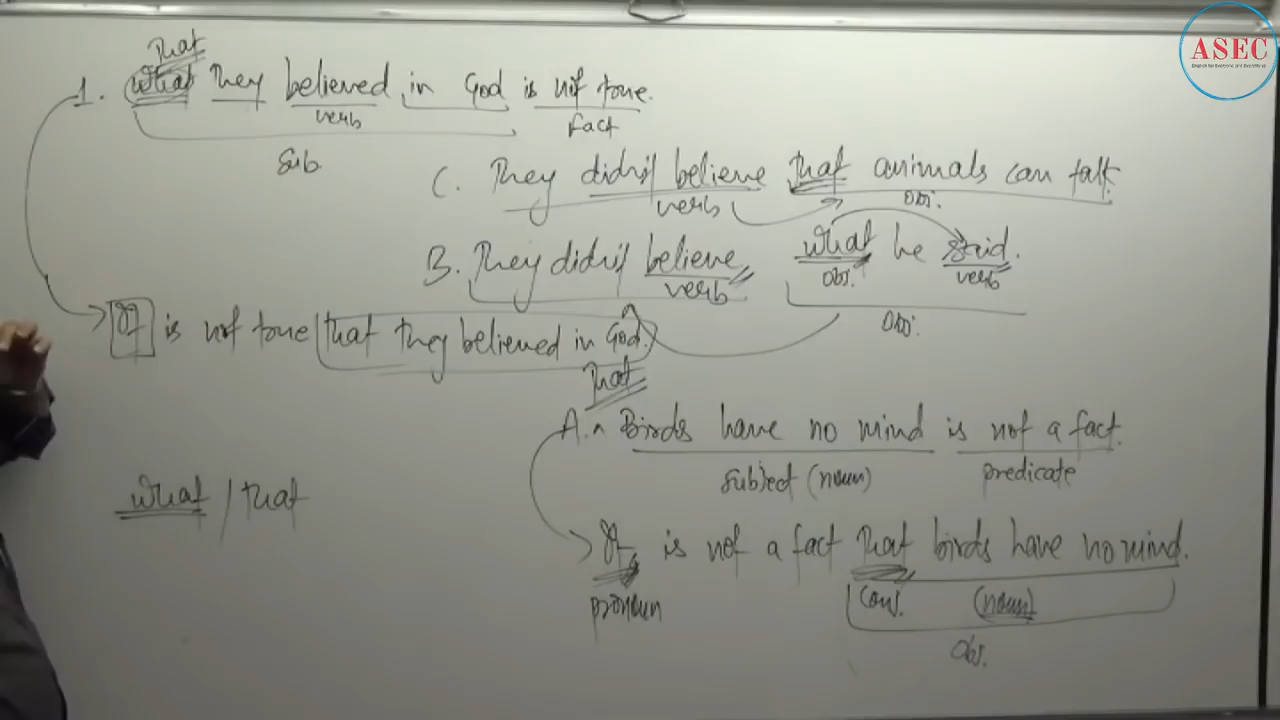 That
1. What They believed in God is not true.
verb
fact
Sub
C. They didn't believe that animals can talk.
verb
obj.
B. They didn't believe what he said.
verb
obj.
verb
obj.
It is not true that they believed in God.
That
A. ^ Birds have no mind is not a fact.
subject (noun)
predicate
what / that
It is not a fact that birds have no mind.
pronoun
conj.
(noun)
obj.
ASEC